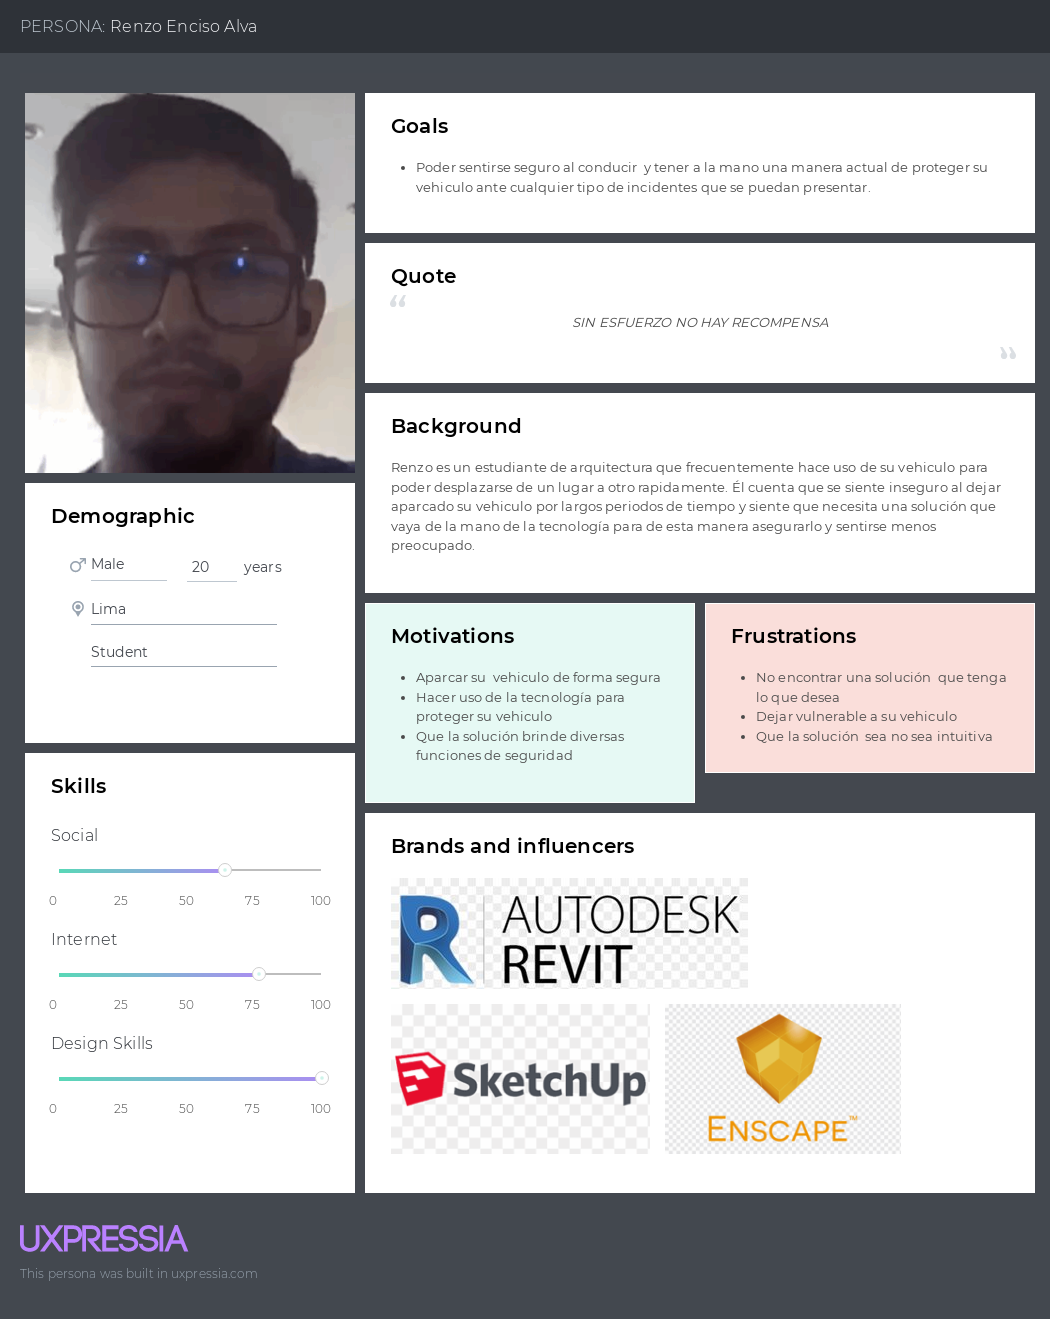 PERSONA: Renzo Enciso Alva
Goals
Poder sentirse seguro al conducir y tener a la mano una manera actual de proteger su
vehiculo ante cualquier tipo de incidentes que se puedan presentar.
Quote
“
SIN ESFUERZO NO HAY RECOMPENSA
”
Background
Renzo es un estudiante de arquitectura que frecuentemente hace uso de su vehiculo para
poder desplazarse de un lugar a otro rapidamente. Él cuenta que se siente inseguro al dejar
aparcado su vehiculo por largos periodos de tiempo y siente que necesita una solución que
vaya de la mano de la tecnología para de esta manera asegurarlo y sentirse menos
preocupado.
Demographic
Male 20 years
Lima
Student
Motivations
Aparcar su vehiculo de forma segura
Hacer uso de la tecnología para
proteger su vehiculo
Que la solución brinde diversas
funciones de seguridad
Frustrations
No encontrar una solución que tenga
lo que desea
Dejar vulnerable a su vehiculo
Que la solución sea no sea intuitiva
Skills
Social
0 25 50 75 100
Internet
0 25 50 75 100
Design Skills
0 25 50 75 100
Brands and influencers
R AUTODESK
REVIT
SketchUp
ENSCAPE™
UXPRESSIA
This persona was built in uxpressia.com